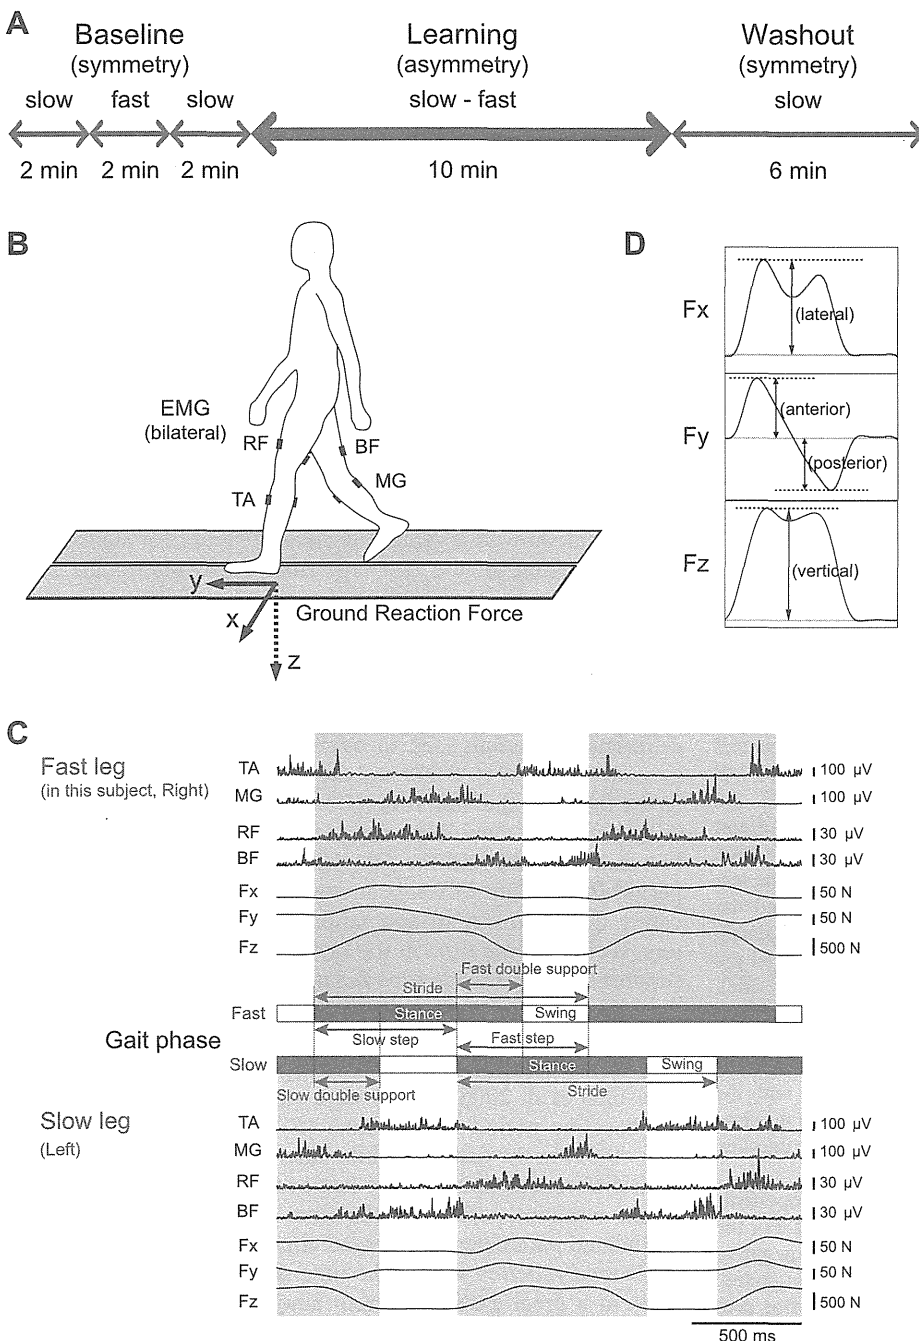 A
Baseline
(symmetry)
Learning
(asymmetry)
Washout
(symmetry)
slow fast slow
slow - fast
slow
2 min 2 min 2 min
10 min
6 min
B
EMG
(bilateral)
RF
BF
TA
MG
y
x
z
Ground Reaction Force
D
Fx
(lateral)
Fy
(anterior)
(posterior)
Fz
(vertical)
C
Fast leg
(in this subject, Right)
TA 100 µV
MG 100 µV
RF 30 µV
BF 30 µV
Fx 50 N
Fy 50 N
Fz 500 N
Fast double support
Stride
Fast Stance Swing
Slow step Fast step
Gait phase
Slow Stance Swing
Slow double support Stride
Slow leg
(Left)
TA 100 µV
MG 100 µV
RF 30 µV
BF 30 µV
Fx 50 N
Fy 50 N
Fz 500 N
500 ms